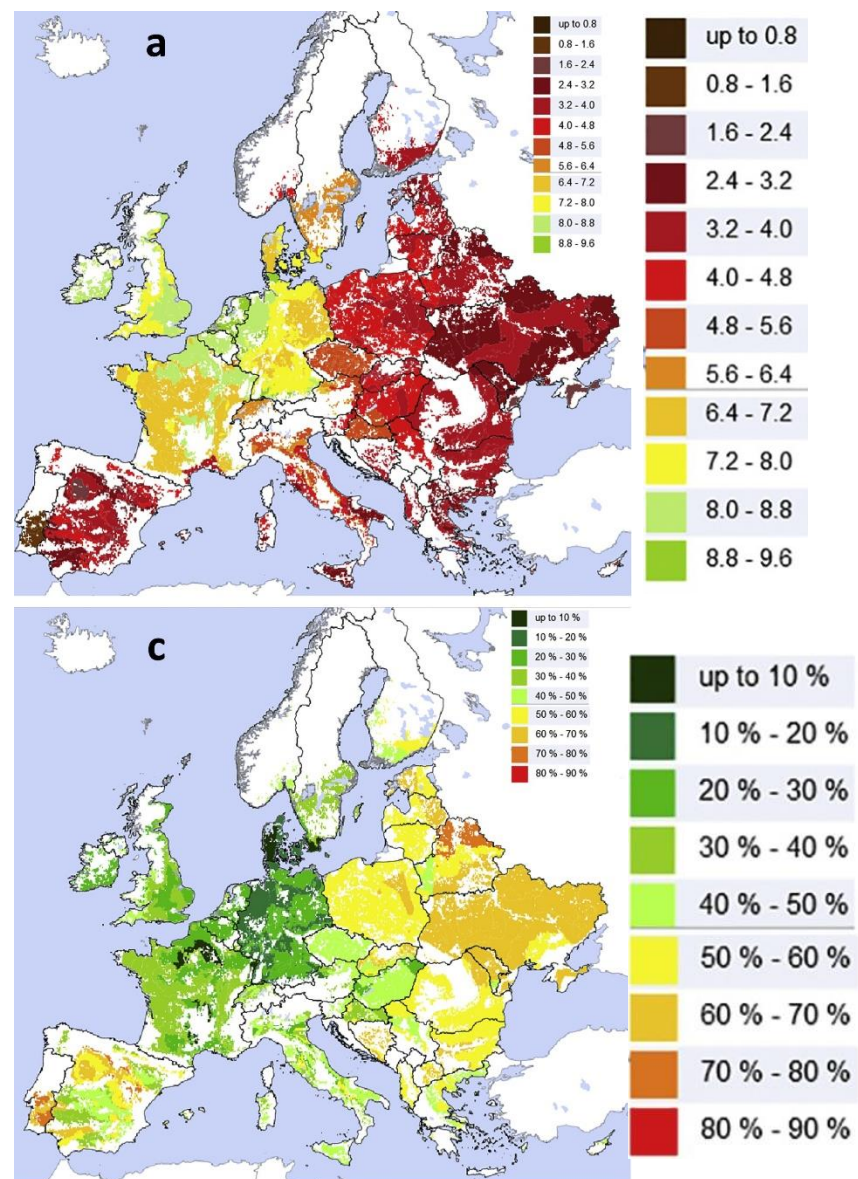 a
up to 0.8
0.8 - 1.6
1.6 - 2.4
2.4 - 3.2
3.2 - 4.0
4.0 - 4.8
4.8 - 5.6
5.6 - 6.4
6.4 - 7.2
7.2 - 8.0
8.0 - 8.8
8.8 - 9.6
up to 0.8
0.8 - 1.6
1.6 - 2.4
2.4 - 3.2
3.2 - 4.0
4.0 - 4.8
4.8 - 5.6
5.6 - 6.4
6.4 - 7.2
7.2 - 8.0
8.0 - 8.8
8.8 - 9.6
c
up to 10 %
10 % - 20 %
20 % - 30 %
30 % - 40 %
40 % - 50 %
50 % - 60 %
60 % - 70 %
70 % - 80 %
80 % - 90 %
up to 10 %
10 % - 20 %
20 % - 30 %
30 % - 40 %
40 % - 50 %
50 % - 60 %
60 % - 70 %
70 % - 80 %
80 % - 90 %